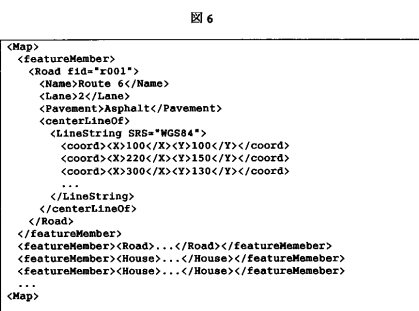 図 6
<Map>
<featureMember>
<Road fid="r001">
<Name>Route 6</Name>
<Lane>2</Lane>
<Pavement>Asphalt</Pavement>
<centerLineOf>
<LineString SRS="WGS84">
<coord><X>100</X><Y>100</Y></coord>
<coord><X>220</X><Y>150</Y></coord>
<coord><X>300</X><Y>130</Y></coord>
...
</LineString>
</centerLineOf>
</Road>
</featureMember>
<featureMember><Road>...</Road></featureMemeber>
<featureMember><House>...</House></featureMemeber>
<featureMember><House>...</House></featureMemeber>
...
<Map>